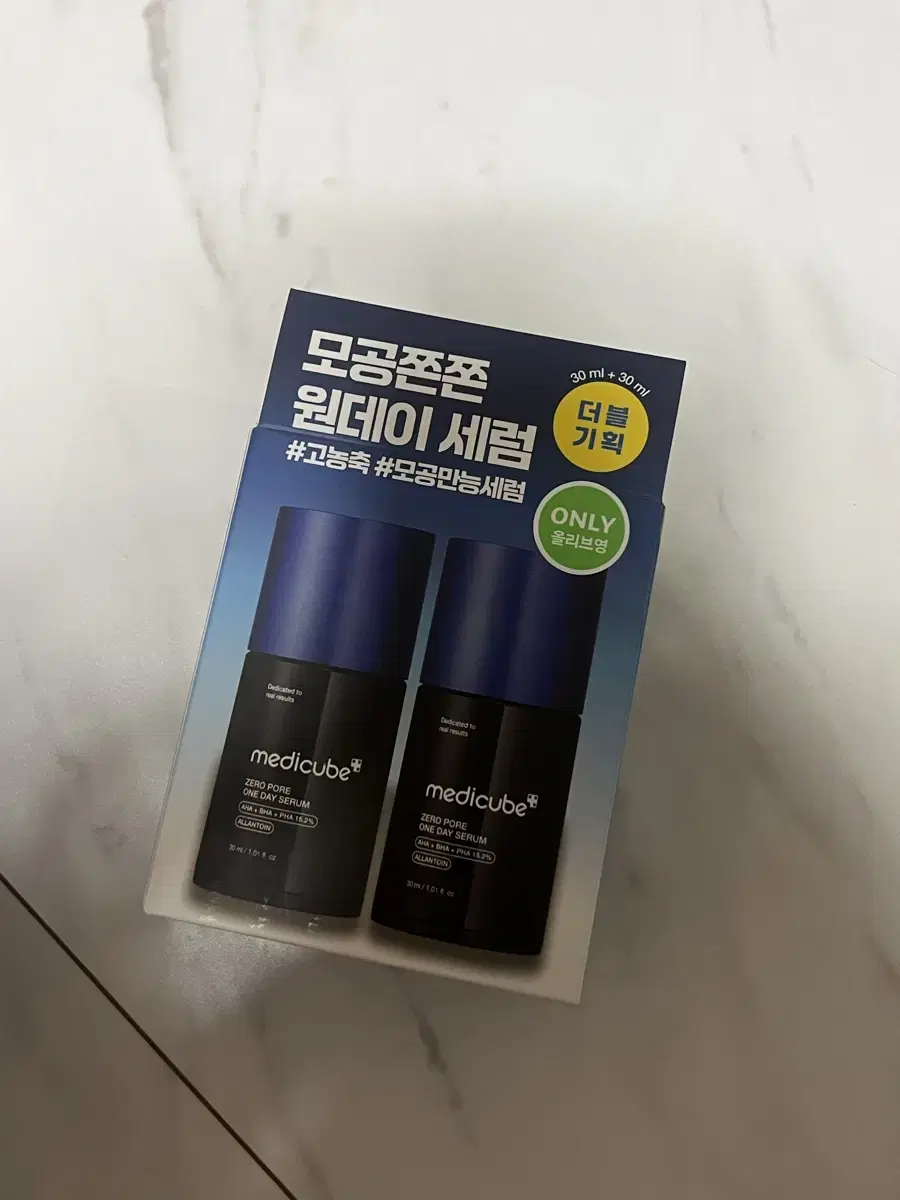 모공쫀쫀
원데이 세럼
#고농축 #모공만능세럼
30 ml + 30 ml
더블
기획
ONLY
올리브영
Dedicated to
real results
medicube
ZERO PORE
ONE DAY SERUM
AHA + BHA + PHA 15.2%
ALLANTOIN
30 ml / 1.01 fl. oz
Dedicated to
real results
medicube
ZERO PORE
ONE DAY SERUM
AHA + BHA + PHA 15.2%
ALLANTOIN
30 ml / 1.01 fl. oz